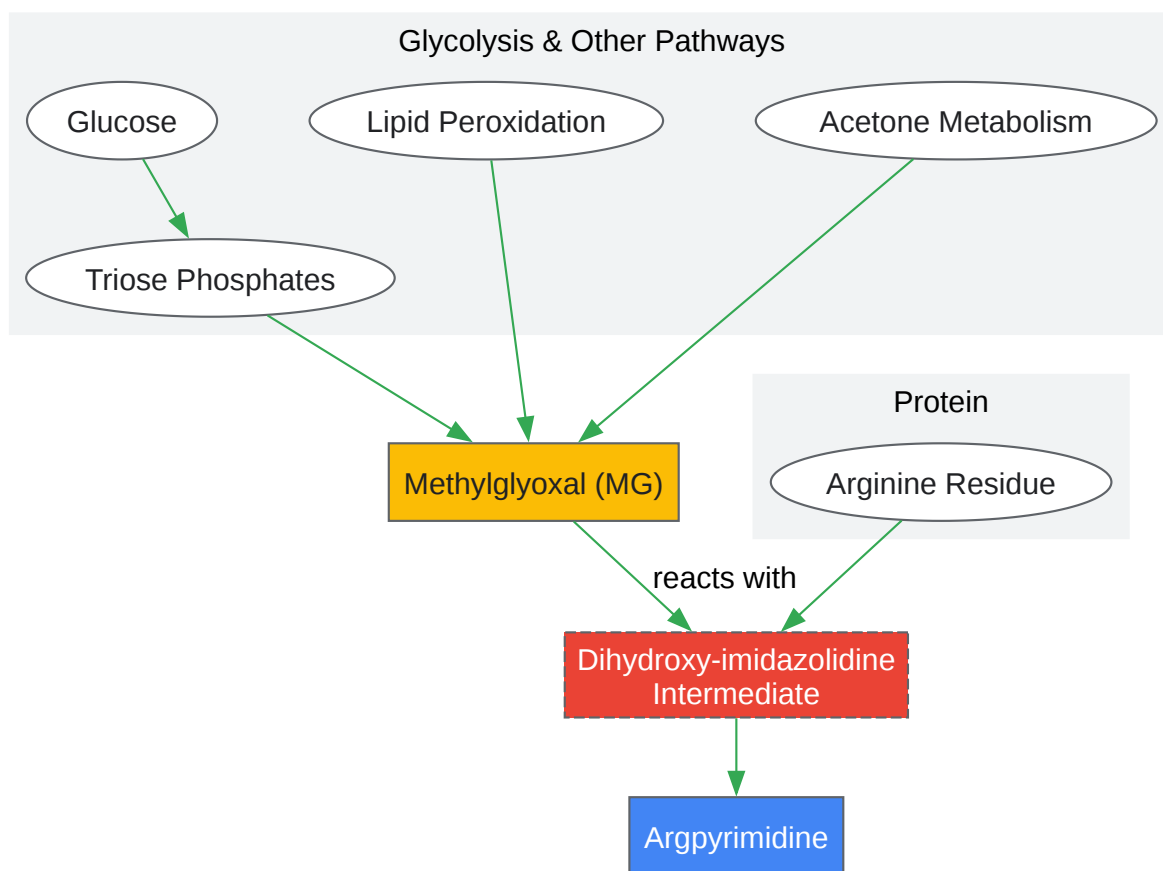 Glycolysis & Other Pathways
Glucose
Lipid Peroxidation
Acetone Metabolism
Triose Phosphates
Protein
Methylglyoxal (MG)
Arginine Residue
reacts with
Dihydroxy-imidazolidine
Intermediate
Argpyrimidine